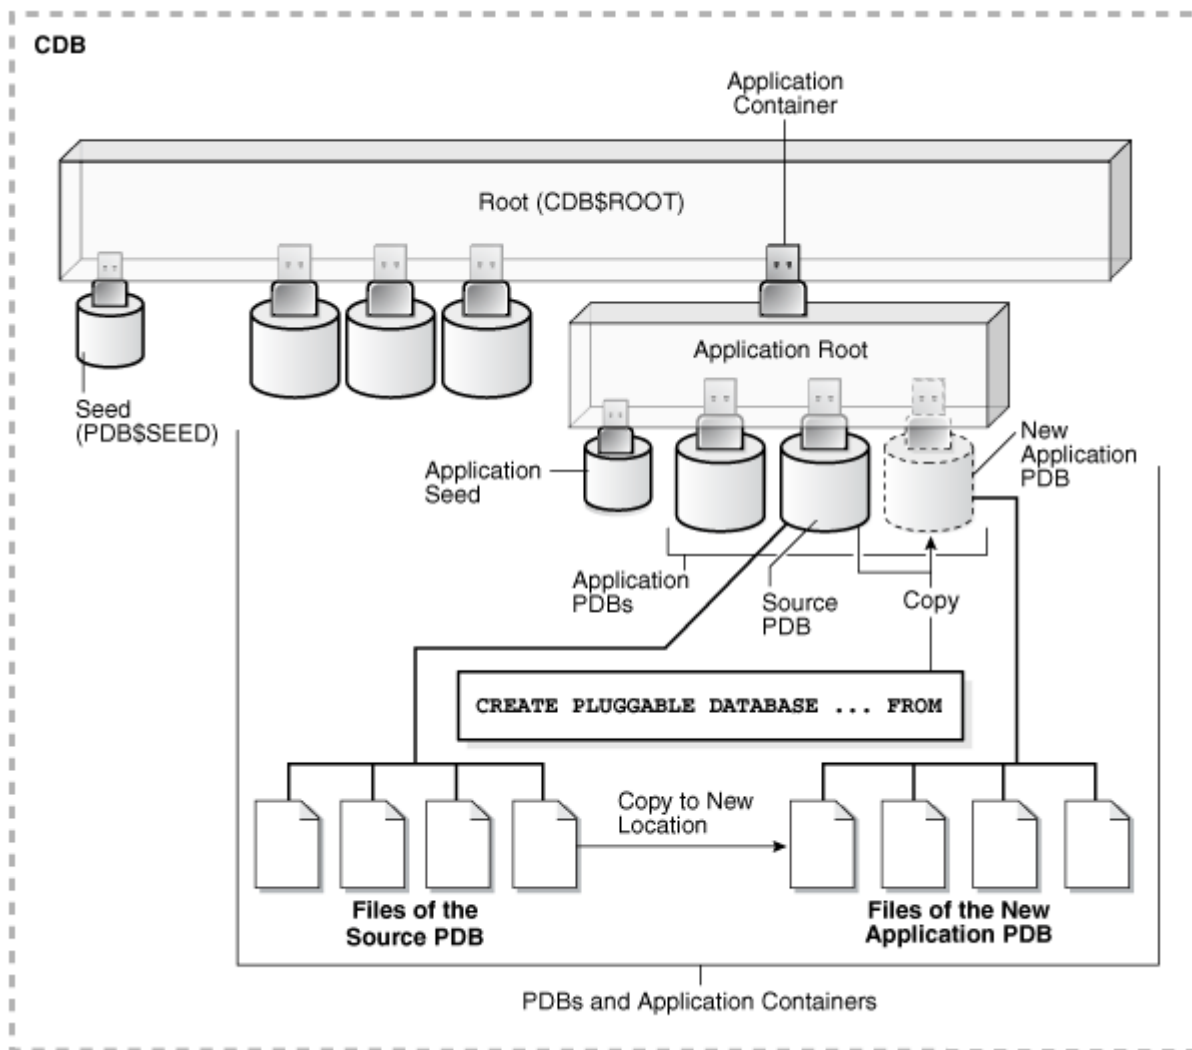 CDB
Application
Container
Root (CDB$ROOT)
Application Root
Seed
(PDB$SEED)
Application
Seed
New
Application
PDB
Application
PDBs
Source
PDB
Copy
CREATE PLUGGABLE DATABASE ... FROM
Copy to New
Location
Files of the
Source PDB
Files of the New
Application PDB
PDBs and Application Containers